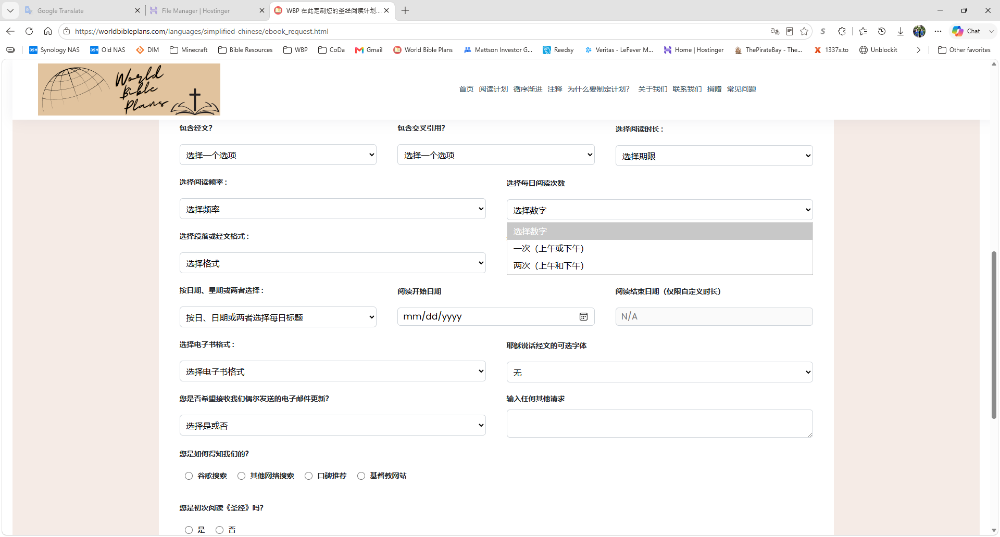 Google Translate
File Manager | Hostinger
WBP 在此定制您的圣经阅读计划...
https://worldbibleplans.com/languages/simplified-chinese/ebook_request.html
Chat
Synology NAS
Old NAS
DIM
Minecraft
Bible Resources
WBP
CoDa
Gmail
World Bible Plans
Mattson Investor G...
Reedsy
Veritas - LeFever M...
Home | Hostinger
ThePirateBay - The...
1337x.to
Unblockit
Other favorites
World
Bible
Plans
首页 阅读计划 循序渐进 注释 为什么要制定计划？ 关于我们 联系我们 捐赠 常见问题
包含经文？
包含交叉引用？
选择阅读时长：
选择一个选项
选择一个选项
选择期限
选择阅读频率：
选择每日阅读次数
选择频率
选择数字
选择数字
一次（上午或下午）
两次（上午和下午）
选择段落或经文格式：
选择格式
按日期、星期或两者选择：
阅读开始日期
阅读结束日期（仅限自定义时长）
按日、日期或两者选择每日标题
mm/dd/yyyy
N/A
选择电子书格式：
耶稣说话经文的可选字体
选择电子书格式
无
您是否希望接收我们偶尔发送的电子邮件更新？
输入任何其他请求
选择是或否
您是如何得知我们的？
谷歌搜索 其他网络搜索 口碑推荐 基督教网站
您是初次阅读《圣经》吗？
是 否